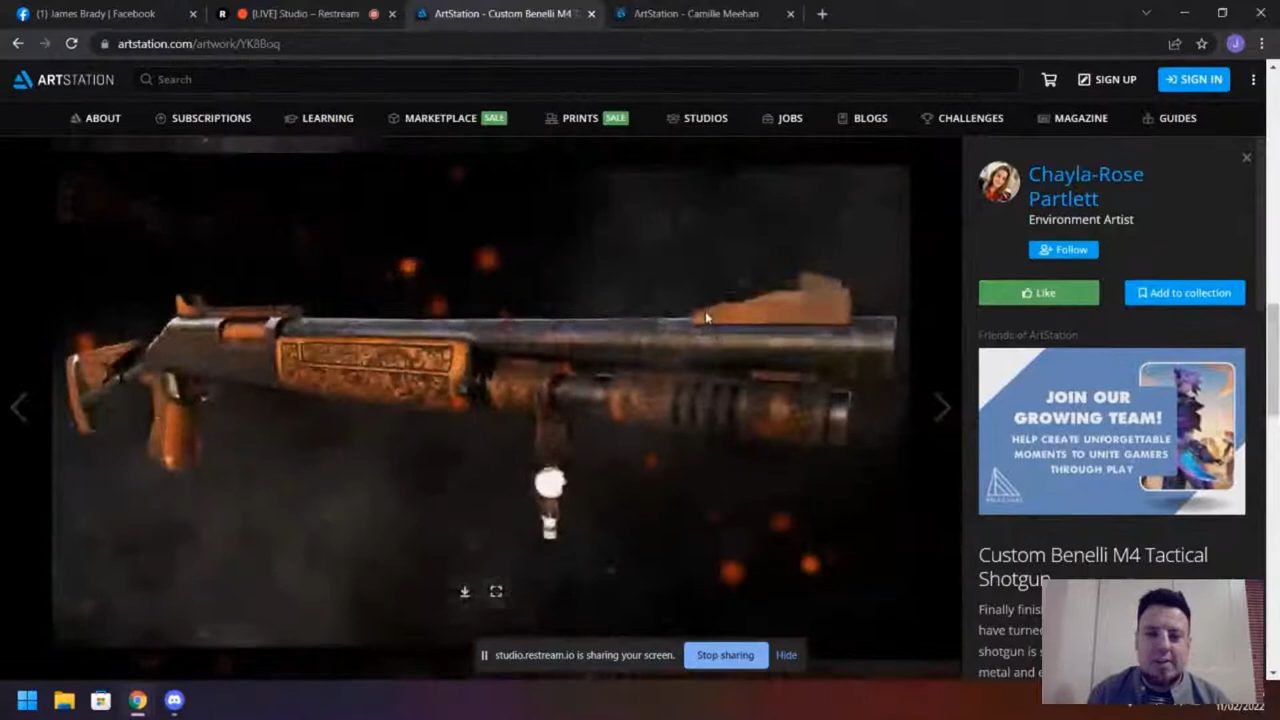 (1) James Brady | Facebook
[LIVE] Studio – Restream
ArtStation - Custom Benelli M4 T
ArtStation - Camille Meehan
artstation.com/artwork/YK8Boq
J
ARTSTATION
Search
SIGN UP
SIGN IN
ABOUT
SUBSCRIPTIONS
LEARNING
MARKETPLACE SALE
PRINTS SALE
STUDIOS
JOBS
BLOGS
CHALLENGES
MAGAZINE
GUIDES
Chayla-Rose
Partlett
Environment Artist
Follow
Like
Add to collection
Friends of ArtStation
JOIN OUR
GROWING TEAM!
HELP CREATE UNFORGETTABLE
MOMENTS TO UNITE GAMERS
THROUGH PLAY
Custom Benelli M4 Tactical
Shotgun
Finally finis
have turne
shotgun is s
metal and e
studio.restream.io is sharing your screen.
Stop sharing
Hide
11/02/2022